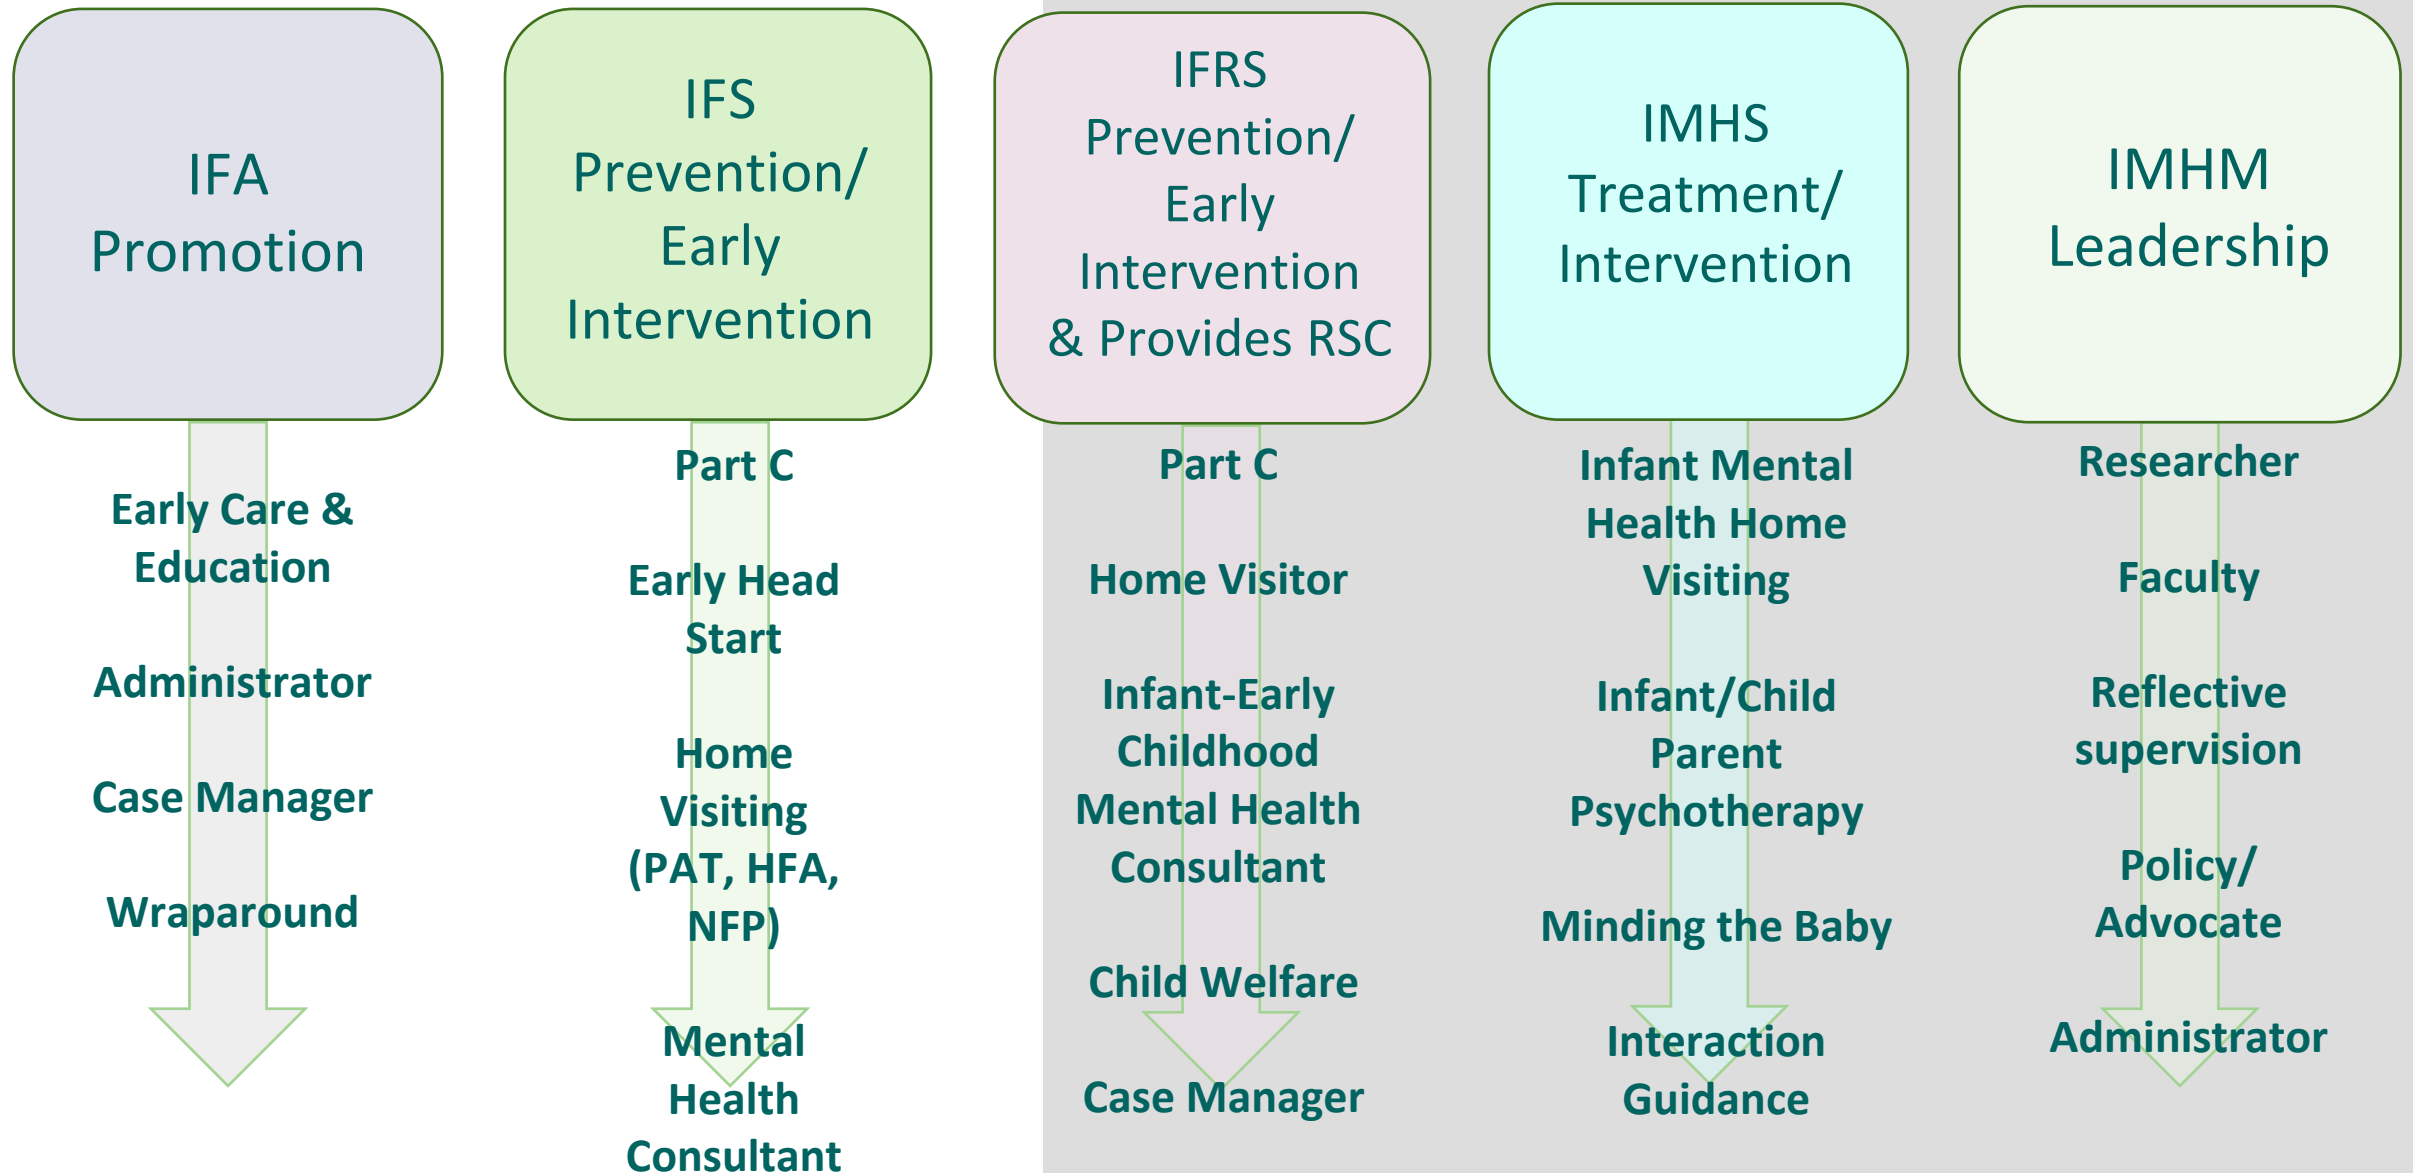 IFA
Promotion
Early Care &
Education
Administrator
Case Manager
Wraparound
IFS
Prevention/
Early
Intervention
Part C
Early Head
Start
Home
Visiting
(PAT, HFA,
NFP)
Mental
Health
Consultant
IFRS
Prevention/
Early
Intervention
& Provides RSC
Part C
Home Visitor
Infant-Early
Childhood
Mental Health
Consultant
Child Welfare
Case Manager
IMHS
Treatment/
Intervention
Infant Mental
Health Home
Visiting
Infant/Child
Parent
Psychotherapy
Minding the Baby
Interaction
Guidance
IMHM
Leadership
Researcher
Faculty
Reflective
supervision
Policy/
Advocate
Administrator